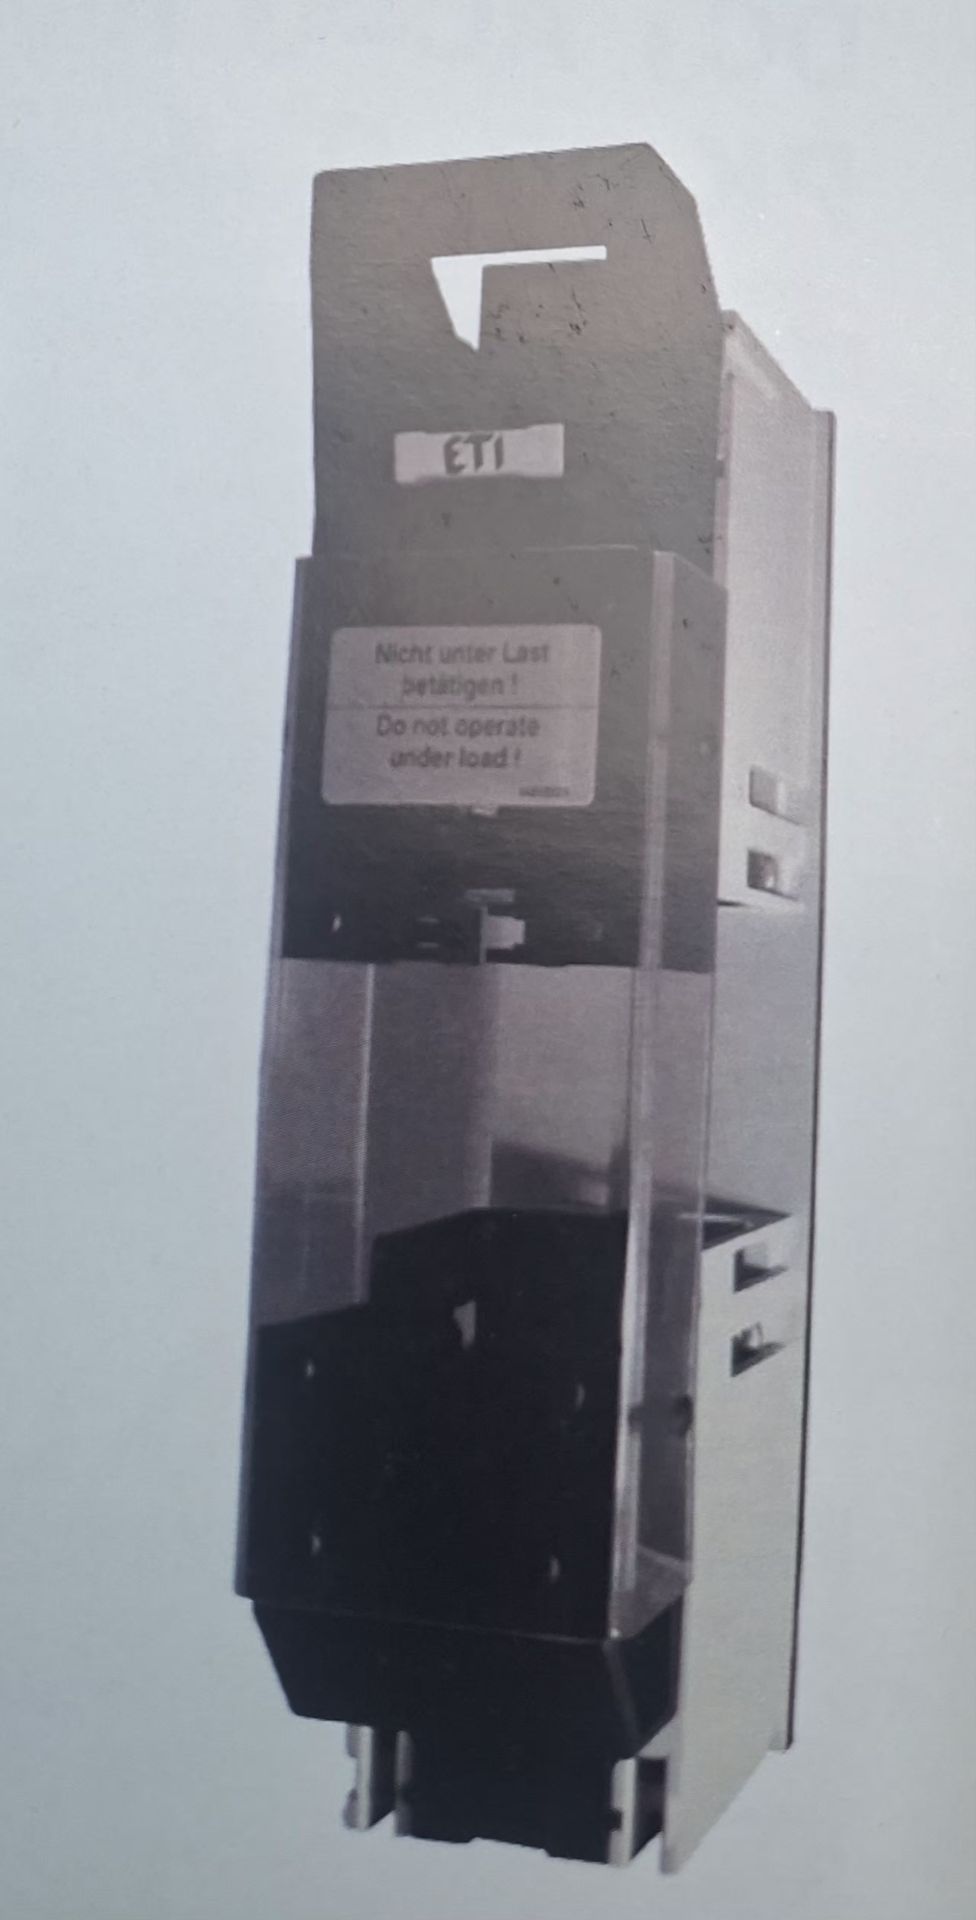 ETI
Nicht unter Last
betätigen !
Do not operate
under load !